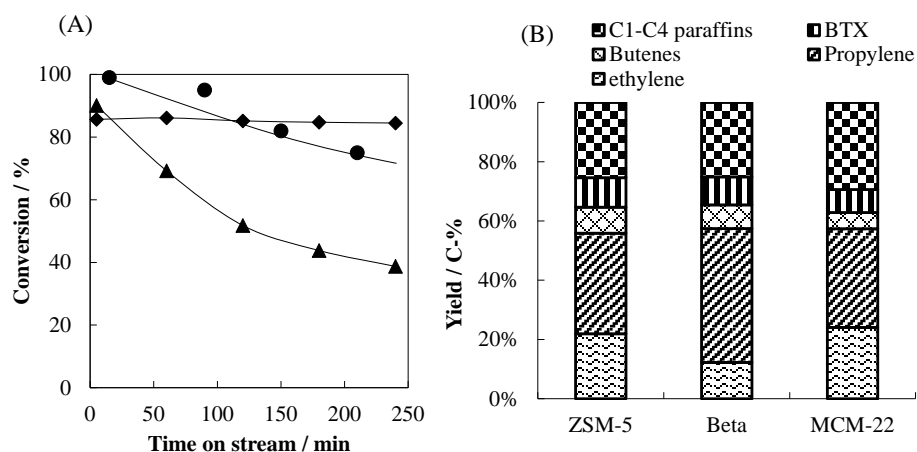 (A)
100
80
60
40
20
0
Conversion / %
0 50 100 150 200 250
Time on stream / min
(B)
C1-C4 paraffins BTX
Butenes Propylene
ethylene
100%
80%
60%
40%
20%
0%
Yield / C-%
ZSM-5 Beta MCM-22